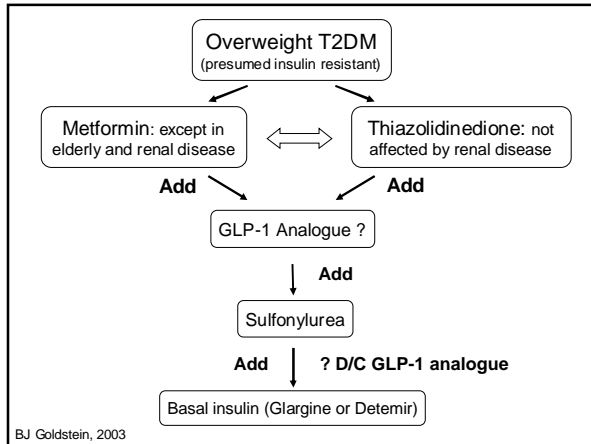 Overweight T2DM
(presumed insulin resistant)
Metformin: except in
elderly and renal disease
Thiazolidinedione: not
affected by renal disease
Add
Add
GLP-1 Analogue ?
Add
Sulfonylurea
Add
? D/C GLP-1 analogue
Basal insulin (Glargine or Detemir)
BJ Goldstein, 2003